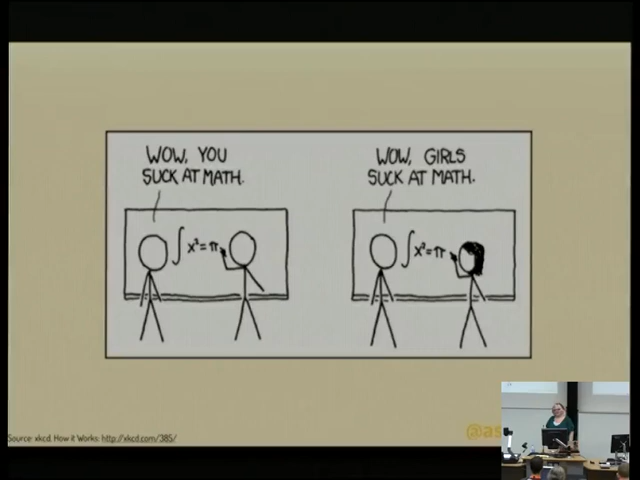 WOW, YOU
SUCK AT MATH.
∫x²=π
WOW, GIRLS
SUCK AT MATH.
∫x²=π
Source: xkcd. How it Works: http://xkcd.com/385/
@as